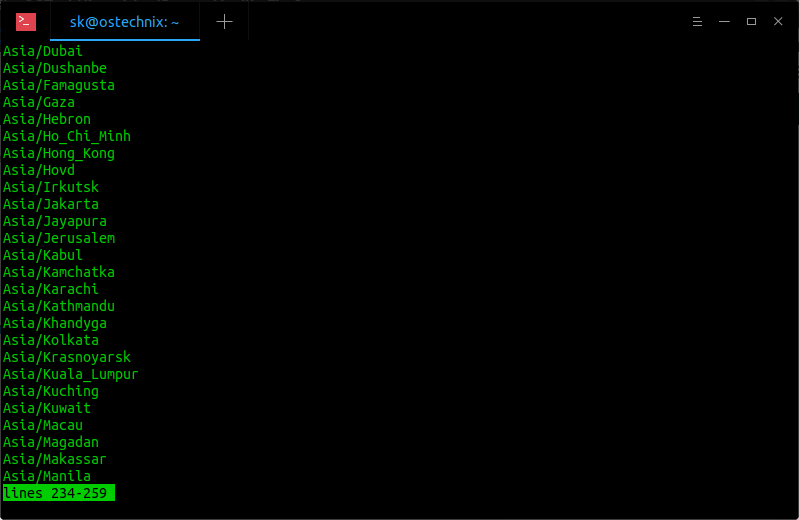 sk@ostechnix: ~
Asia/Dubai
Asia/Dushanbe
Asia/Famagusta
Asia/Gaza
Asia/Hebron
Asia/Ho_Chi_Minh
Asia/Hong_Kong
Asia/Hovd
Asia/Irkutsk
Asia/Jakarta
Asia/Jayapura
Asia/Jerusalem
Asia/Kabul
Asia/Kamchatka
Asia/Karachi
Asia/Kathmandu
Asia/Khandyga
Asia/Kolkata
Asia/Krasnoyarsk
Asia/Kuala_Lumpur
Asia/Kuching
Asia/Kuwait
Asia/Macau
Asia/Magadan
Asia/Makassar
Asia/Manila
lines 234-259